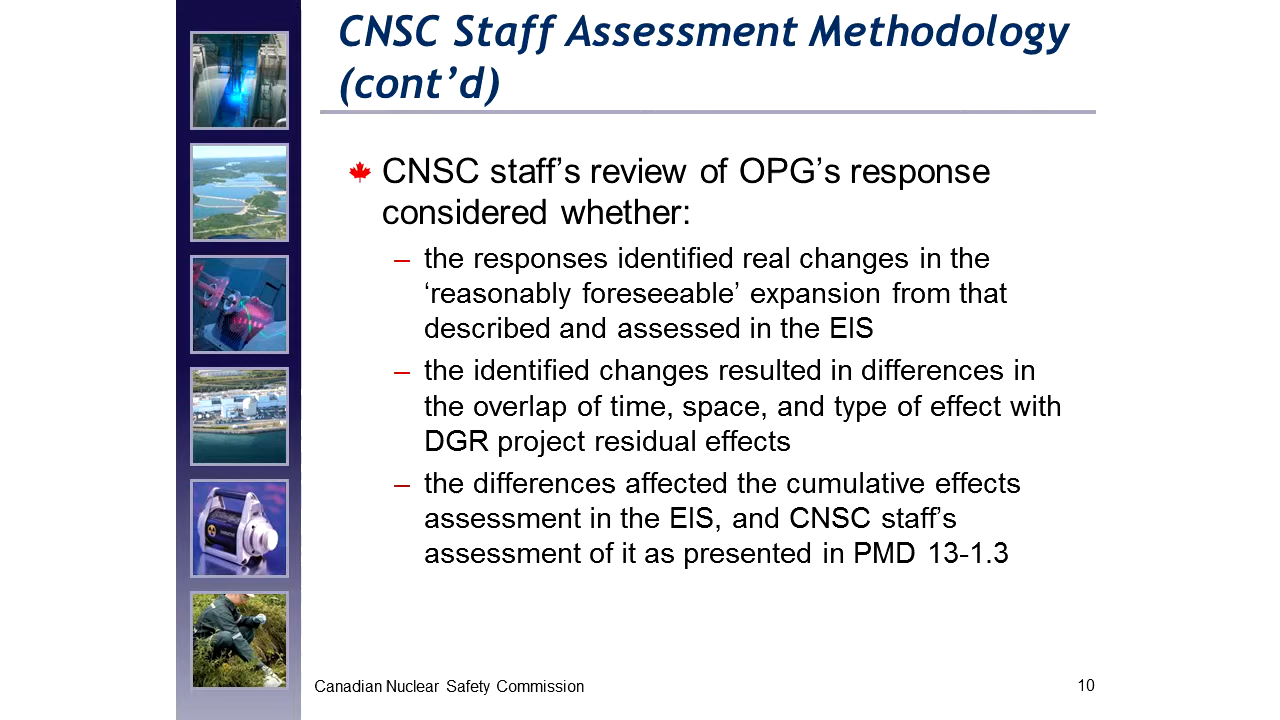 CNSC Staff Assessment Methodology
(cont’d)
CNSC staff’s review of OPG’s response
considered whether:
– the responses identified real changes in the
‘reasonably foreseeable’ expansion from that
described and assessed in the EIS
– the identified changes resulted in differences in
the overlap of time, space, and type of effect with
DGR project residual effects
– the differences affected the cumulative effects
assessment in the EIS, and CNSC staff’s
assessment of it as presented in PMD 13-1.3
Canadian Nuclear Safety Commission
10